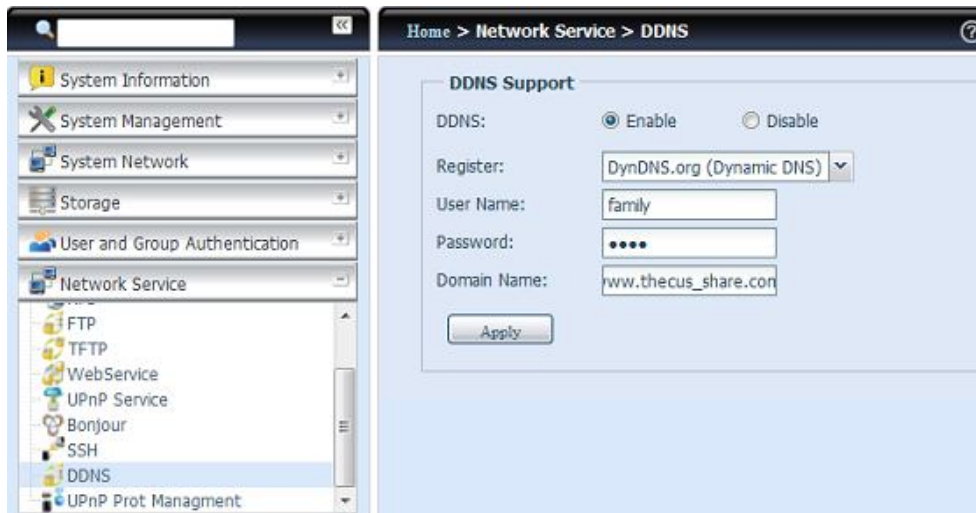 Home > Network Service > DDNS
System Information
System Management
System Network
Storage
User and Group Authentication
Network Service
FTP
TFTP
WebService
UPnP Service
Bonjour
SSH
DDNS
UPnP Prot Managment
DDNS Support
DDNS: Enable Disable
Register: DynDNS.org (Dynamic DNS)
User Name: family
Password: ••••
Domain Name: www.thecus_share.com
Apply